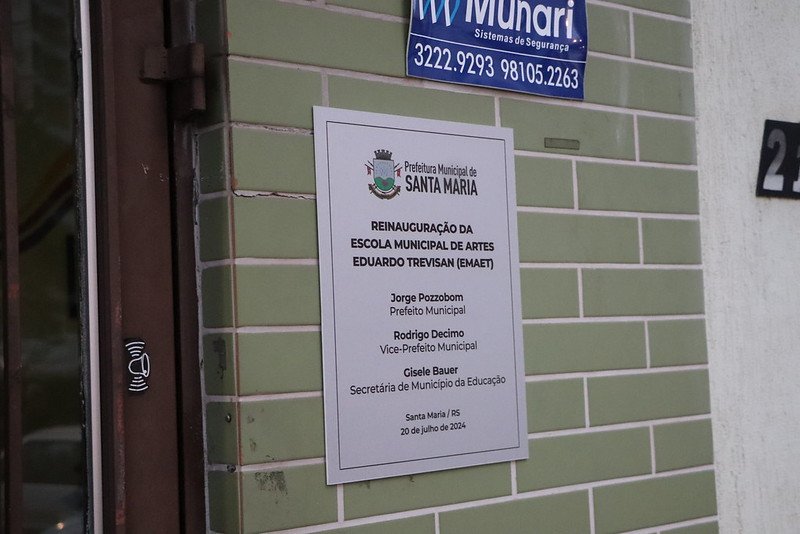 Munari
Sistemas de Segurança
3222.9293 98105.2263
Prefeitura Municipal de
SANTA MARIA
REINAUGURAÇÃO DA
ESCOLA MUNICIPAL DE ARTES
EDUARDO TREVISAN (EMAET)
Jorge Pozzobom
Prefeito Municipal
Rodrigo Decimo
Vice-Prefeito Municipal
Gisele Bauer
Secretária de Município da Educação
Santa Maria / RS
20 de julho de 2024